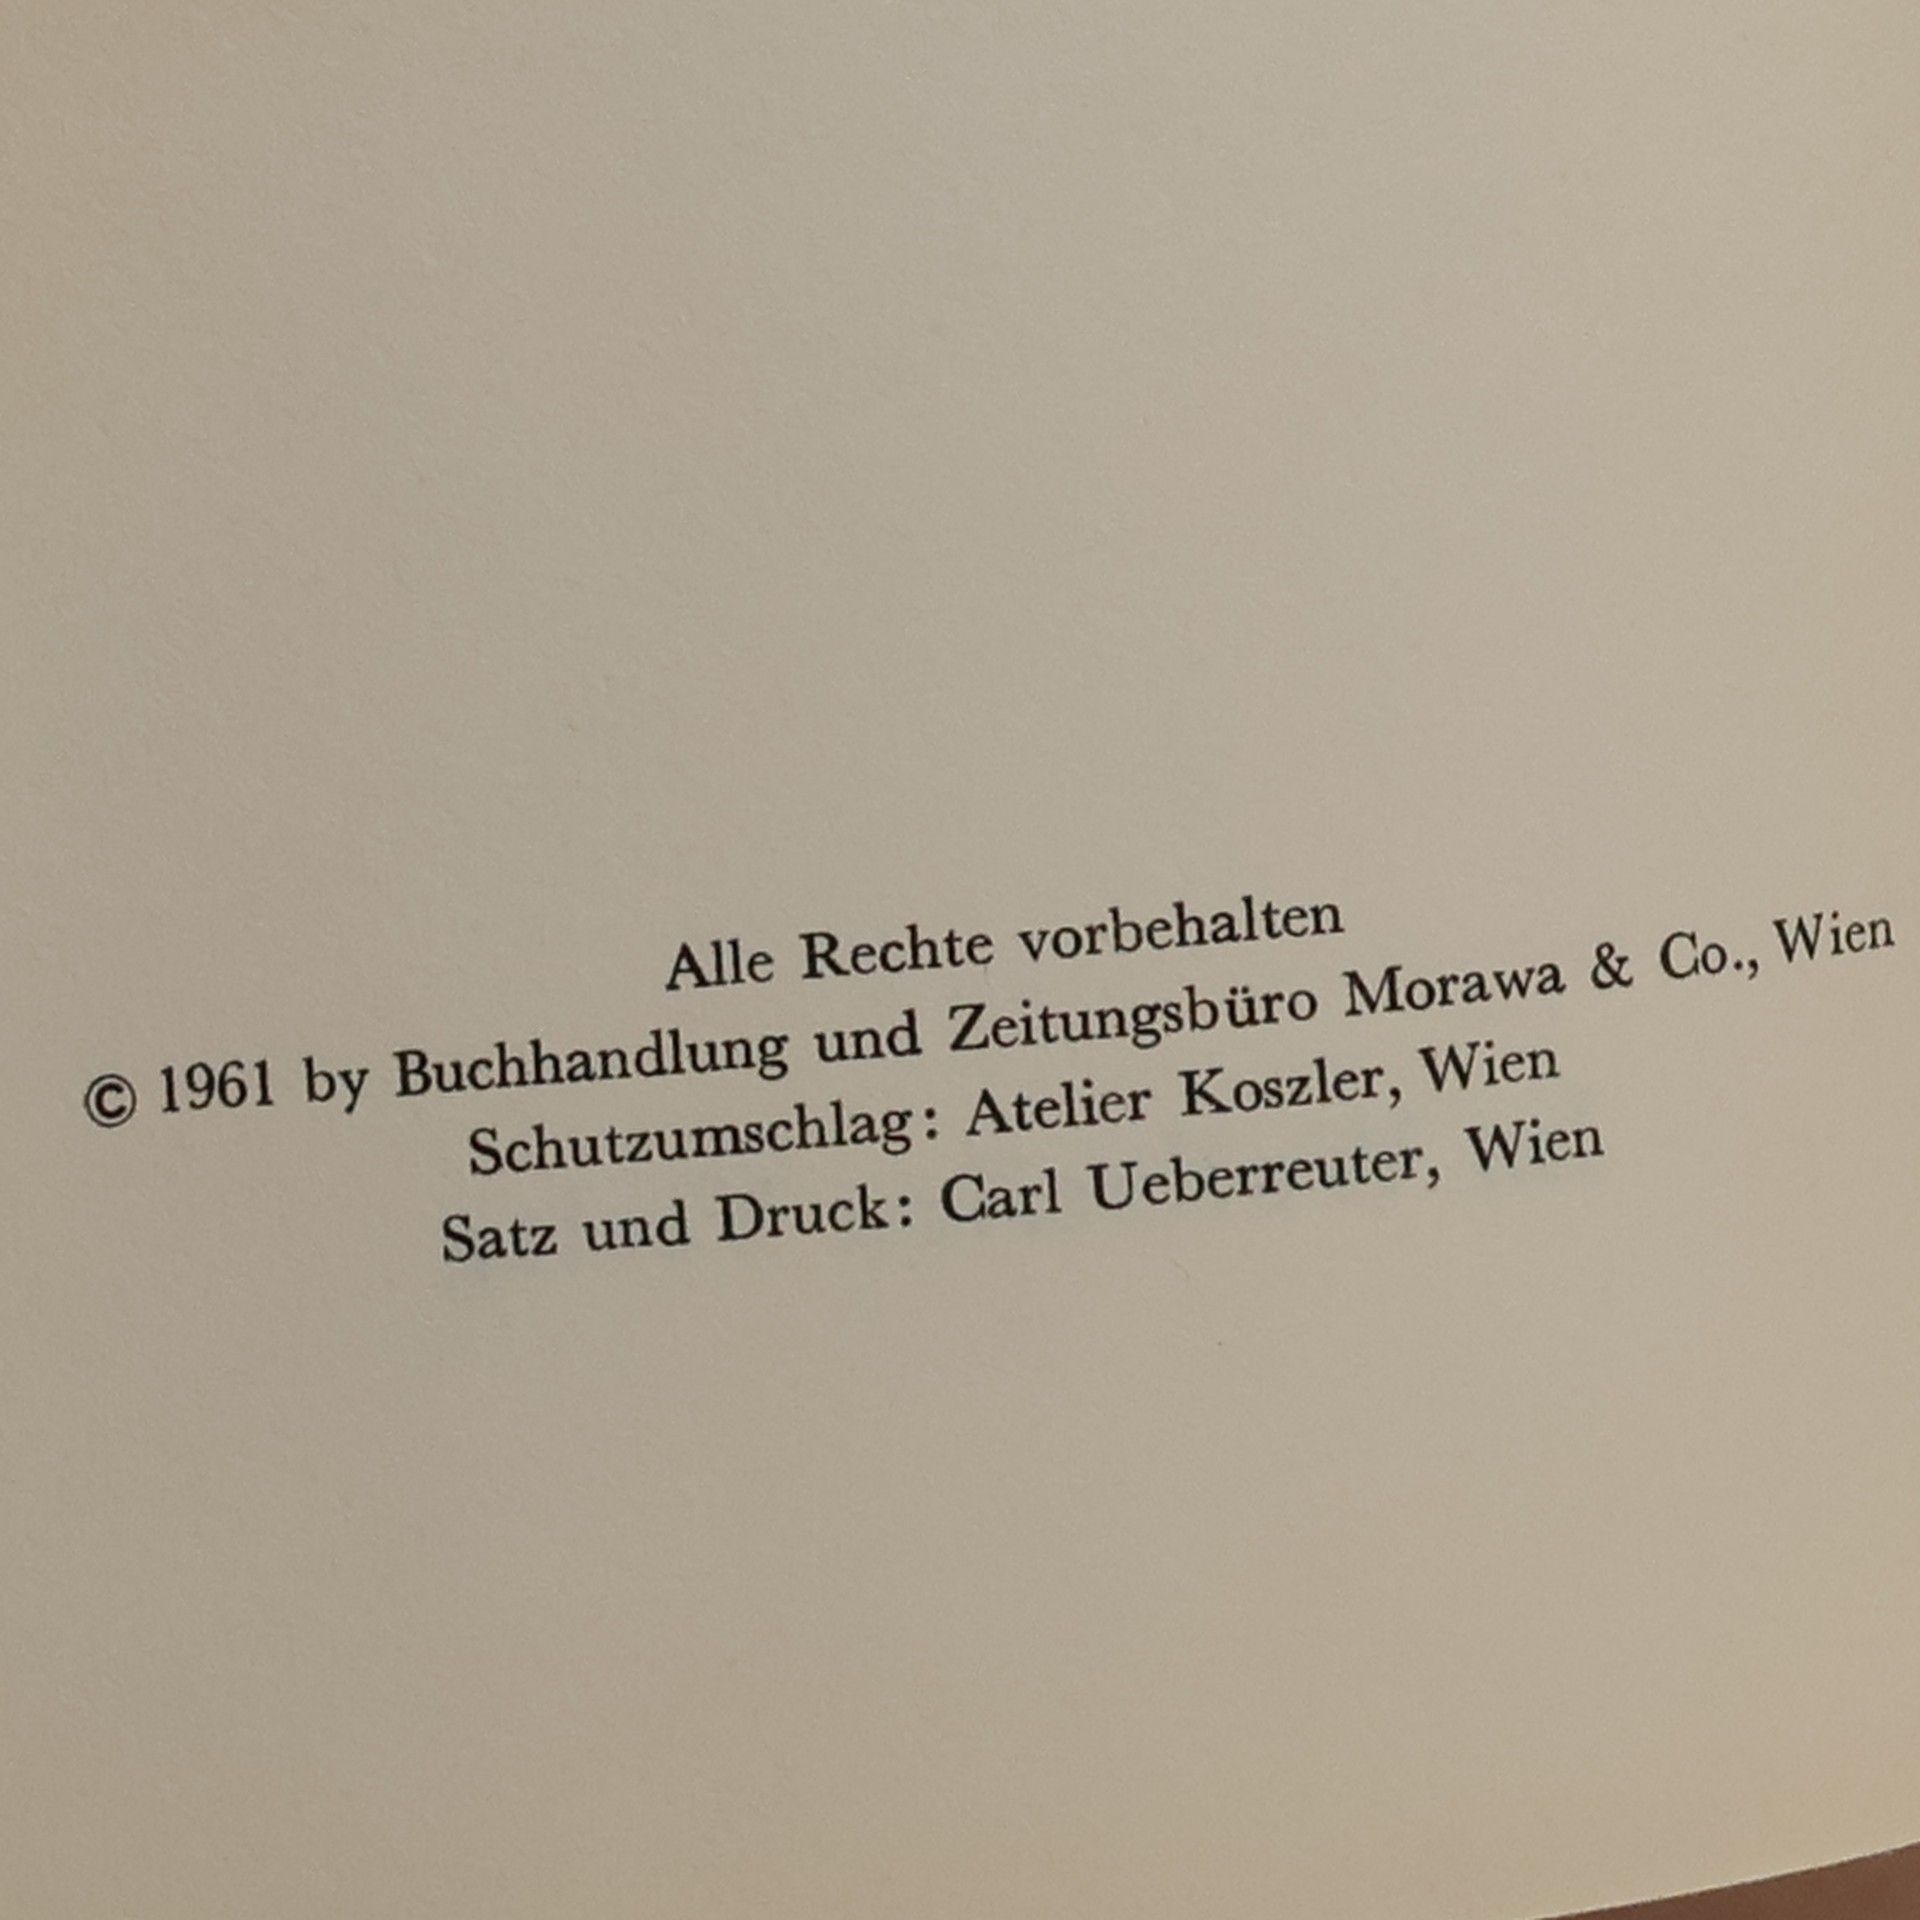 Alle Rechte vorbehalten
© 1961 by Buchhandlung und Zeitungsbüro Morawa & Co., Wien
Schutzumschlag: Atelier Koszler, Wien
Satz und Druck: Carl Ueberreuter, Wien